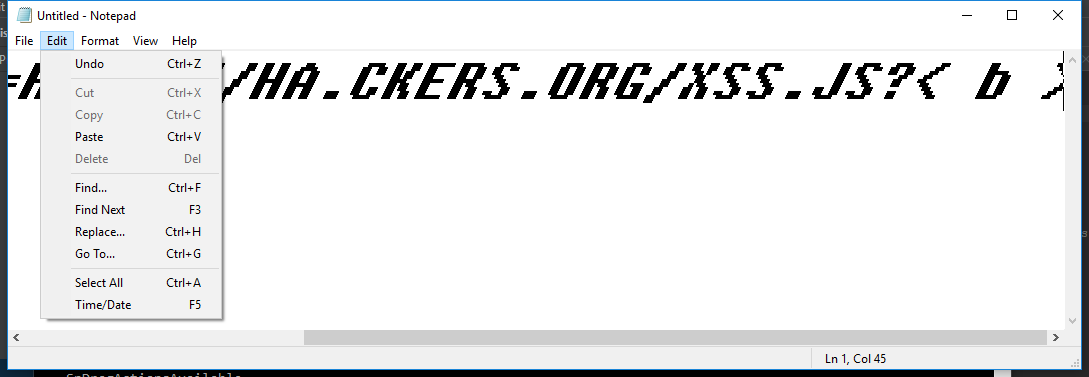 Untitled - Notepad
File Edit Format View Help
/HA.CKERS.ORG/XSS.JS?< b
Undo Ctrl+Z
Cut Ctrl+X
Copy Ctrl+C
Paste Ctrl+V
Delete Del
Find... Ctrl+F
Find Next F3
Replace... Ctrl+H
Go To... Ctrl+G
Select All Ctrl+A
Time/Date F5
Ln 1, Col 45